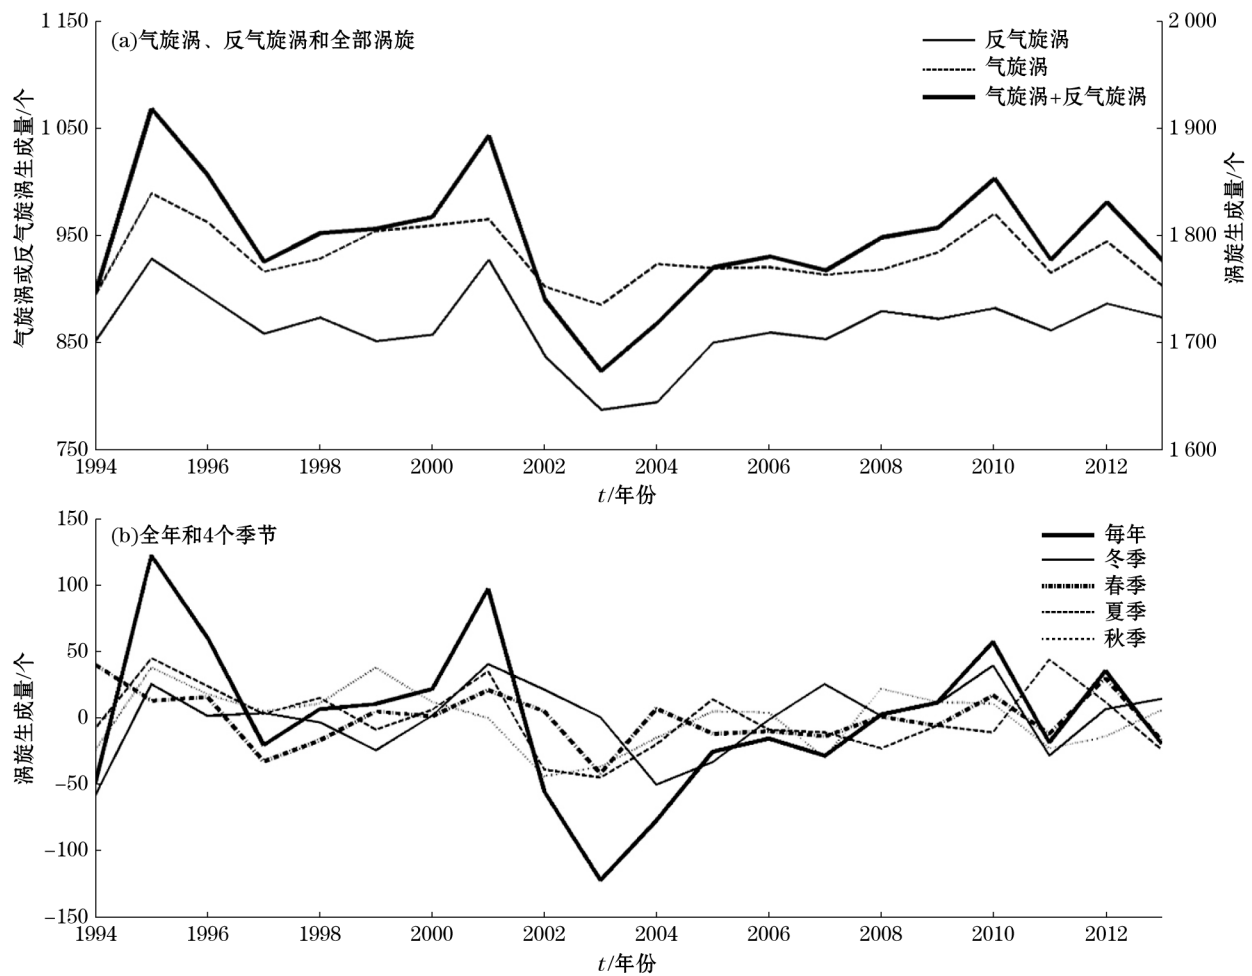 (a)气旋涡、反气旋涡和全部涡旋
反气旋涡
气旋涡
气旋涡+反气旋涡
1 150
1 050
950
850
750
气旋涡或反气旋涡生成量/个
2 000
1 900
1 800
1 700
1 600
涡旋生成量/个
1994 1996 1998 2000 2002 2004 2006 2008 2010 2012
t/年份
(b)全年和4个季节
每年
冬季
春季
夏季
秋季
150
100
50
0
−50
−100
−150
涡旋生成量/个
1994 1996 1998 2000 2002 2004 2006 2008 2010 2012
t/年份